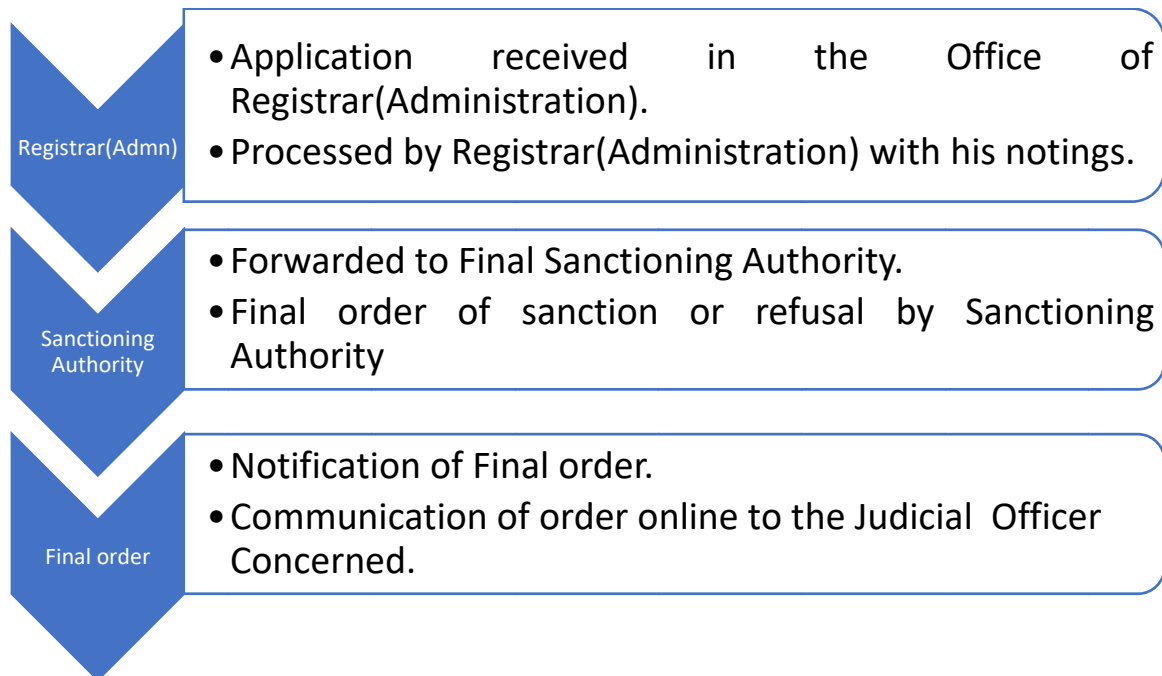 Registrar(Admn)
•Application received in the Office of
Registrar(Administration).
•Processed by Registrar(Administration) with his notings.
Sanctioning
Authority
•Forwarded to Final Sanctioning Authority.
•Final order of sanction or refusal by Sanctioning
Authority
Final order
•Notification of Final order.
•Communication of order online to the Judicial Officer
Concerned.